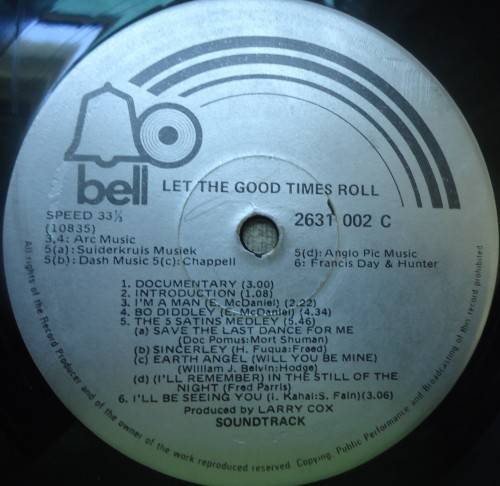 bell
LET THE GOOD TIMES ROLL
SPEED 33⅓
(10835)
2631 002 C
3,4: Arc Music
5(a): Suiderkruis Musiek
5(b): Dash Music 5(c): Chappell
5(d): Anglo Pic Music
6: Francis Day & Hunter
1. DOCUMENTARY (3.00)
2. INTRODUCTION (1.08)
3. I'M A MAN (E. McDANIEL) (2.22)
4. BO DIDDLEY (E. McDANIEL) (4.34)
5. THE 5 SATINS MEDLEY (5.46)
(a) SAVE THE LAST DANCE FOR ME
(Doc Pomus:Mort Shuman)
(b) SINCERLEY (H. Fuqua:Freed)
(c) EARTH ANGEL (WILL YOU BE MINE)
(William J. Belvin:Hodge)
(d) (I'LL REMEMBER) IN THE STILL OF THE
NIGHT (Fred Parris)
6. I'LL BE SEEING YOU (I. Kahal:S. Fain)(3.06)
Produced by LARRY COX
SOUNDTRACK
All rights of the Record Producer and of the owner of the work reproduced reserved. Copying, Public Performance and Broadcasting of this record prohibited